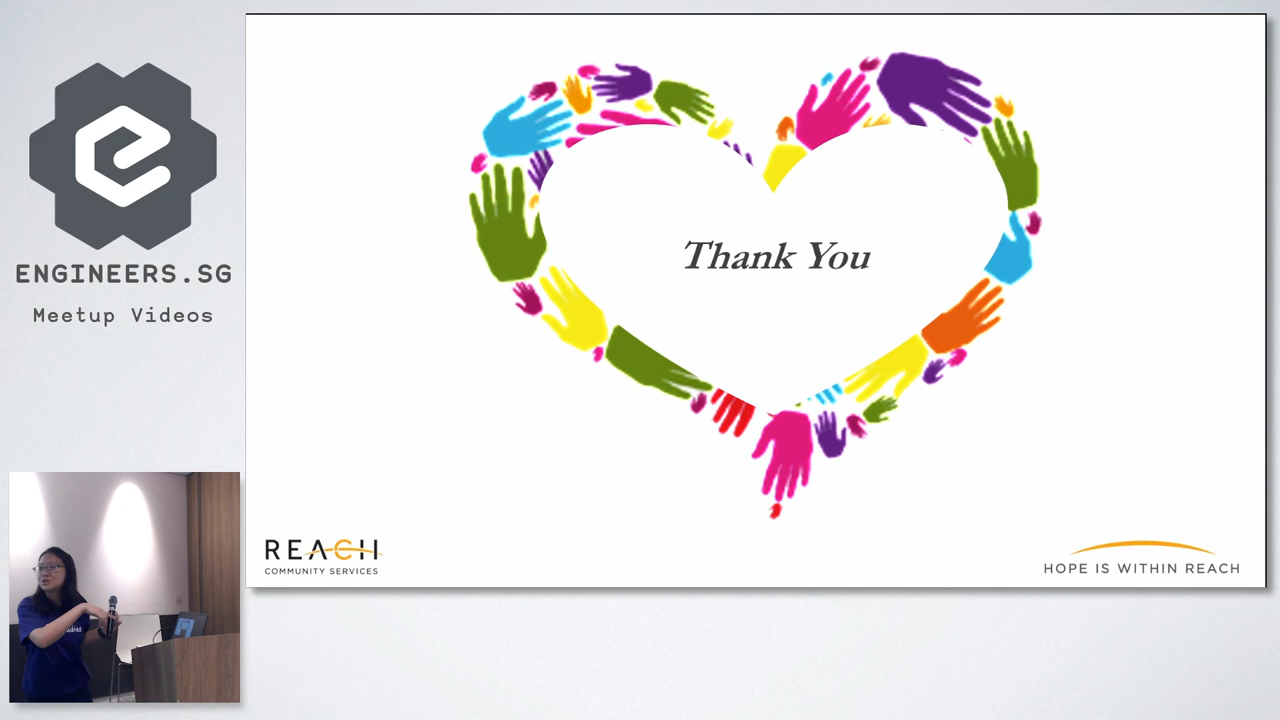 ENGINEERS.SG
Meetup Videos
Thank You
REACH
COMMUNITY SERVICES
HOPE IS WITHIN REACH